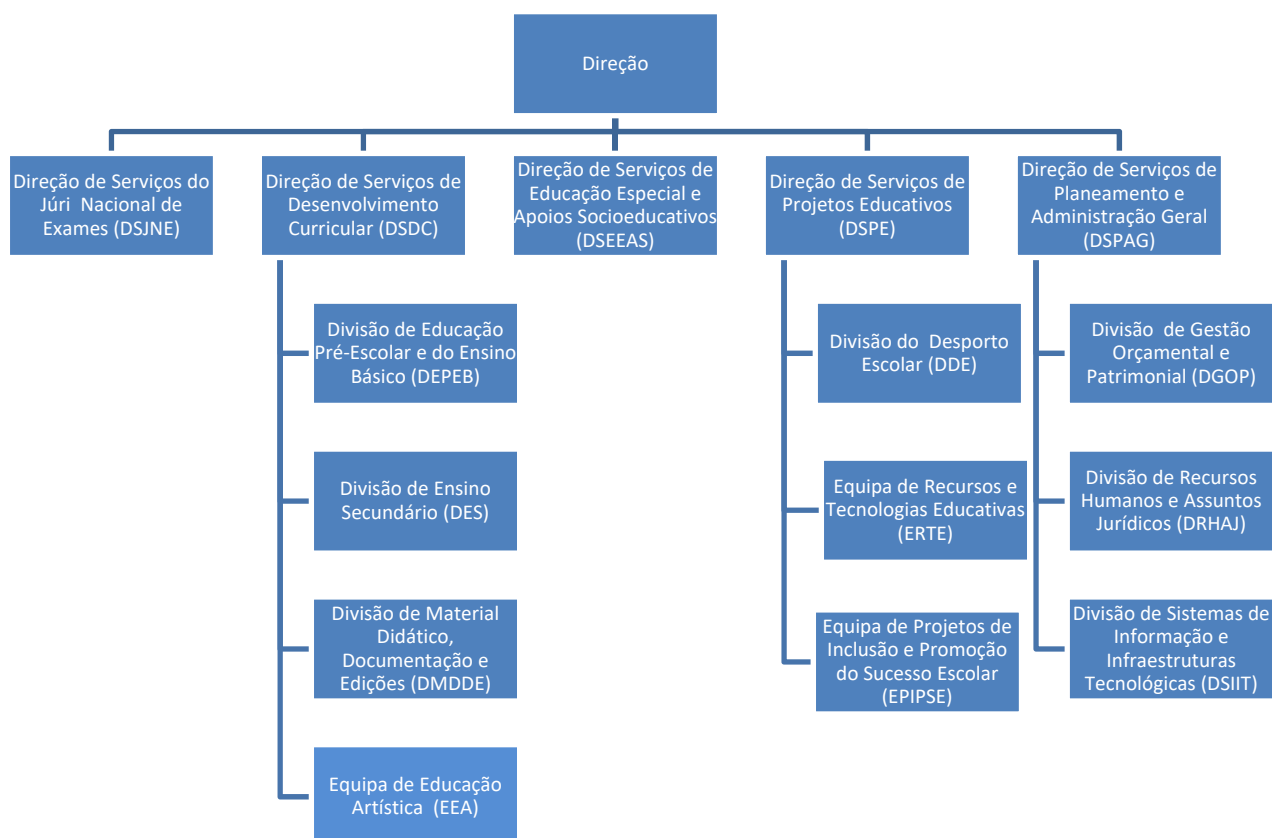 Direção
Direção de Serviços do
Júri Nacional de
Exames (DSJNE)
Direção de Serviços de
Desenvolvimento
Curricular (DSDC)
Direção de Serviços de
Educação Especial e
Apoios Socioeducativos
(DSEEAS)
Direção de Serviços de
Projetos Educativos
(DSPE)
Direção de Serviços de
Planeamento e
Administração Geral
(DSPAG)
Divisão de Educação
Pré-Escolar e do Ensino
Básico (DEPEB)
Divisão de Ensino
Secundário (DES)
Divisão de Material
Didático,
Documentação e
Edições (DMDDE)
Equipa de Educação
Artística (EEA)
Divisão do Desporto
Escolar (DDE)
Equipa de Recursos e
Tecnologias Educativas
(ERTE)
Equipa de Projetos de
Inclusão e Promoção
do Sucesso Escolar
(EPIPSE)
Divisão de Gestão
Orçamental e
Patrimonial (DGOP)
Divisão de Recursos
Humanos e Assuntos
Jurídicos (DRHAJ)
Divisão de Sistemas de
Informação e
Infraestruturas
Tecnológicas (DSIIT)